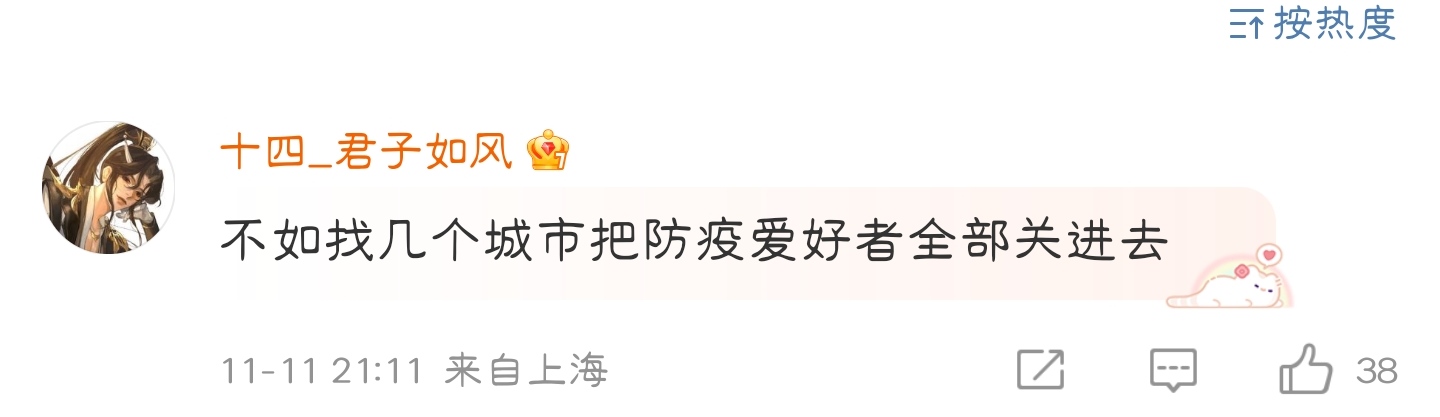 按热度
十四_君子如风 7
不如找几个城市把防疫爱好者全部关进去
11-11 21:11 来自上海 38